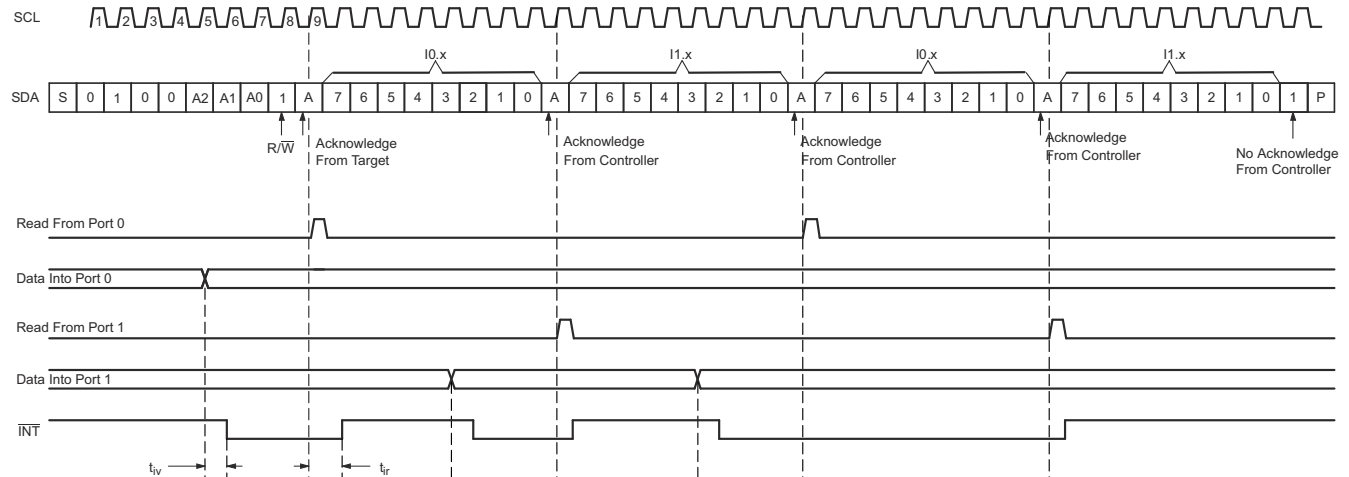 SCL
1 2 3 4 5 6 7 8 9
I0.x I1.x I0.x I1.x
SDA S 0 1 0 0 A2 A1 A0 1 A 7 6 5 4 3 2 1 0 A 7 6 5 4 3 2 1 0 A 7 6 5 4 3 2 1 0 A 7 6 5 4 3 2 1 0 1 P
R/W̅
Acknowledge
From Target
Acknowledge
From Controller
Acknowledge
From Controller
Acknowledge
From Controller
No Acknowledge
From Controller
Read From Port 0
Data Into Port 0
Read From Port 1
Data Into Port 1
I̅N̅T̅
tiv
tir